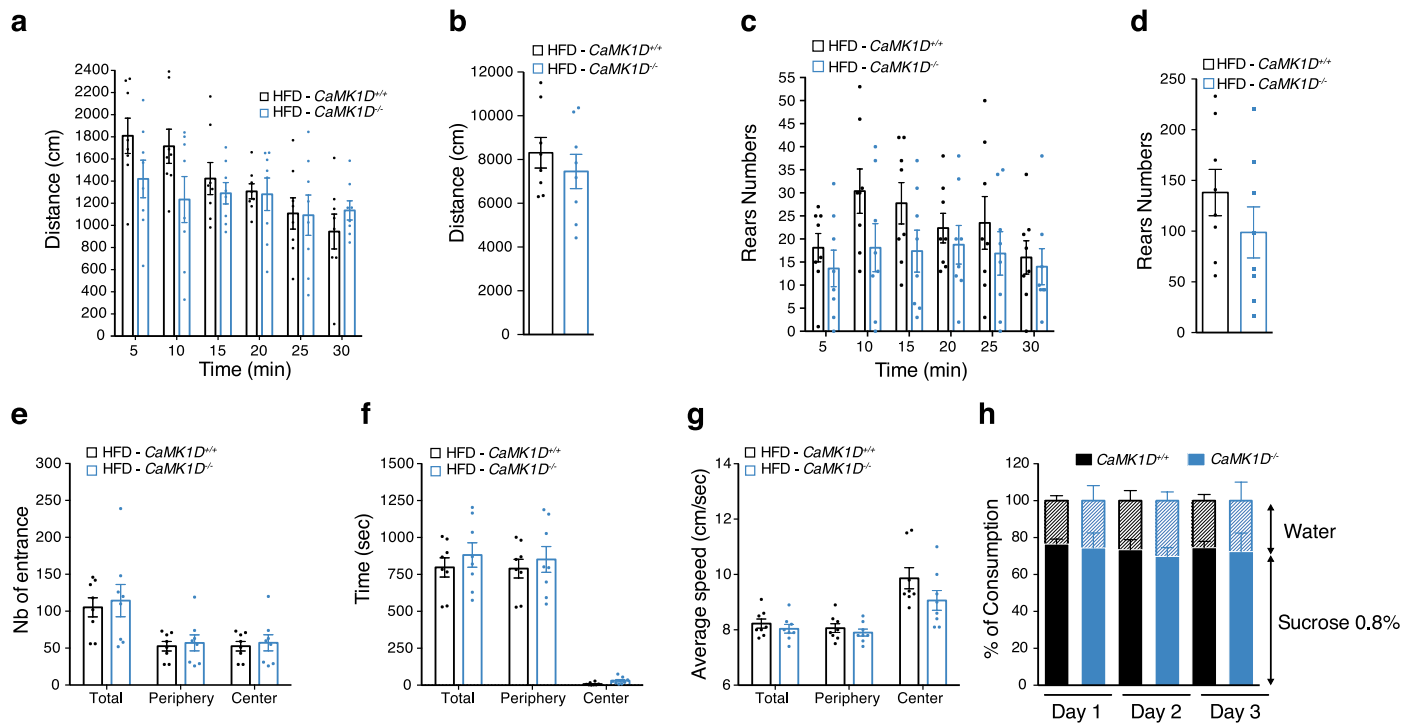 a
HFD - CaMK1D+/+
HFD - CaMK1D-/-
Distance (cm)
2400
2200
2000
1800
1600
1400
1200
1000
800
600
400
200
0
5 10 15 20 25 30
Time (min)
b
HFD - CaMK1D+/+
HFD - CaMK1D-/-
Distance (cm)
12000
10000
8000
6000
4000
2000
0
c
HFD - CaMK1D+/+
HFD - CaMK1D-/-
Rears Numbers
55
50
45
40
35
30
25
20
15
10
5
0
5 10 15 20 25 30
Time (min)
d
HFD - CaMK1D+/+
HFD - CaMK1D-/-
Rears Numbers
250
200
150
100
50
0
e
HFD - CaMK1D+/+
HFD - CaMK1D-/-
Nb of entrance
300
250
200
150
100
50
0
Total Periphery Center
f
HFD - CaMK1D+/+
HFD - CaMK1D-/-
Time (sec)
1500
1250
1000
750
500
250
0
Total Periphery Center
g
HFD - CaMK1D+/+
HFD - CaMK1D-/-
Average speed (cm/sec)
14
12
10
8
6
Total Periphery Center
h
CaMK1D+/+ CaMK1D-/-
% of Consumption
120
100
80
60
40
20
0
Water
Sucrose 0.8%
Day 1 Day 2 Day 3